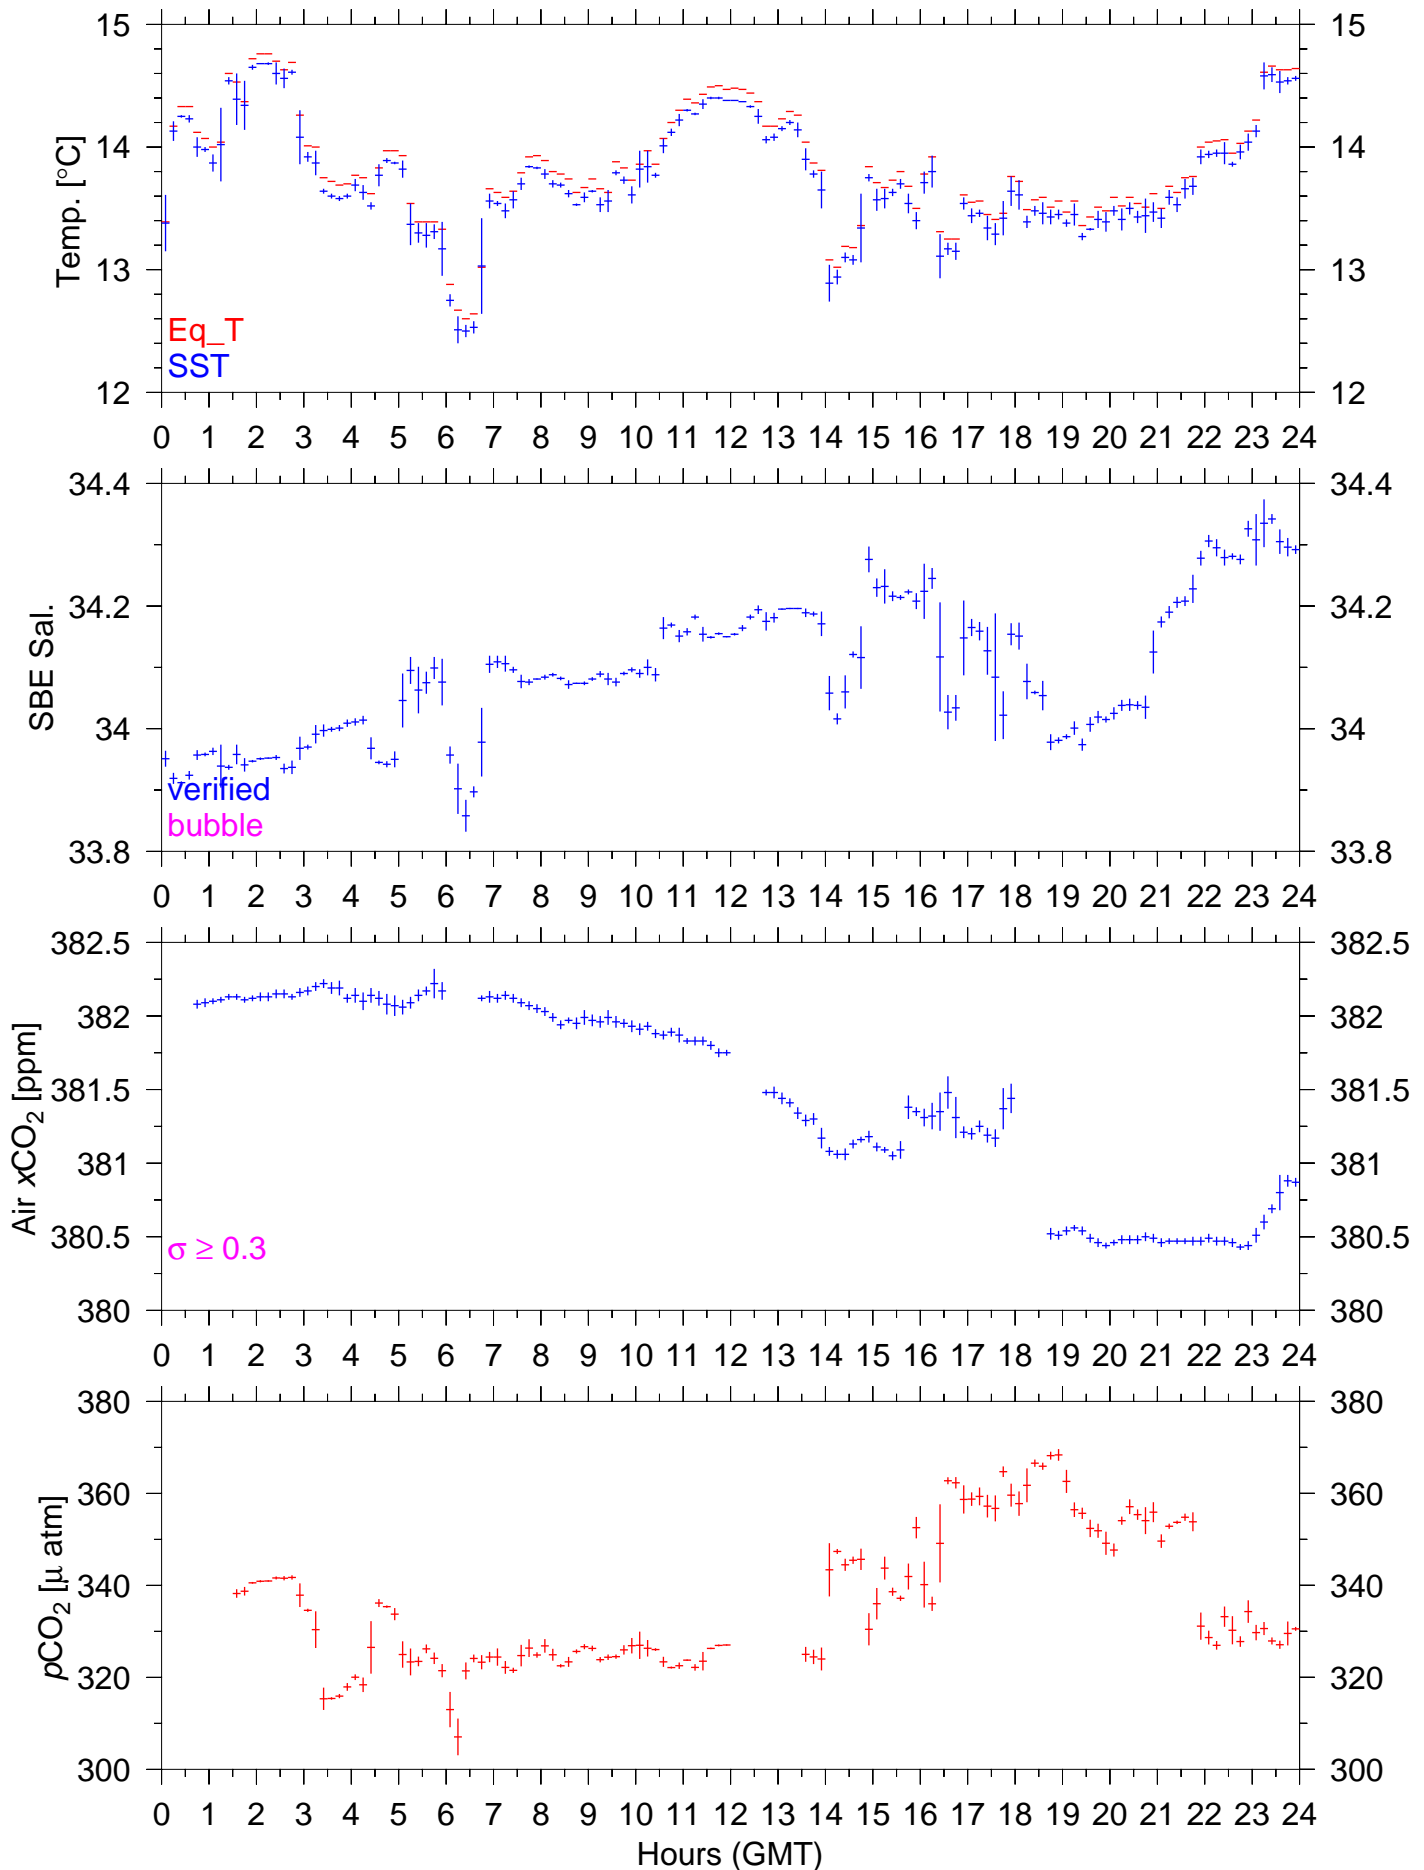 15 15
14 14
13 13
12 12
Temp. [°C]
Eq_T
SST
0 1 2 3 4 5 6 7 8 9 10 11 12 13 14 15 16 17 18 19 20 21 22 23 24
34.4 34.4
34.2 34.2
34 34
33.8 33.8
SBE Sal.
verified
bubble
0 1 2 3 4 5 6 7 8 9 10 11 12 13 14 15 16 17 18 19 20 21 22 23 24
382.5 382.5
382 382
381.5 381.5
381 381
380.5 380.5
380 380
Air xCO₂ [ppm]
σ ≥ 0.3
0 1 2 3 4 5 6 7 8 9 10 11 12 13 14 15 16 17 18 19 20 21 22 23 24
380 380
360 360
340 340
320 320
300 300
pCO₂ [μ atm]
0 1 2 3 4 5 6 7 8 9 10 11 12 13 14 15 16 17 18 19 20 21 22 23 24
Hours (GMT)